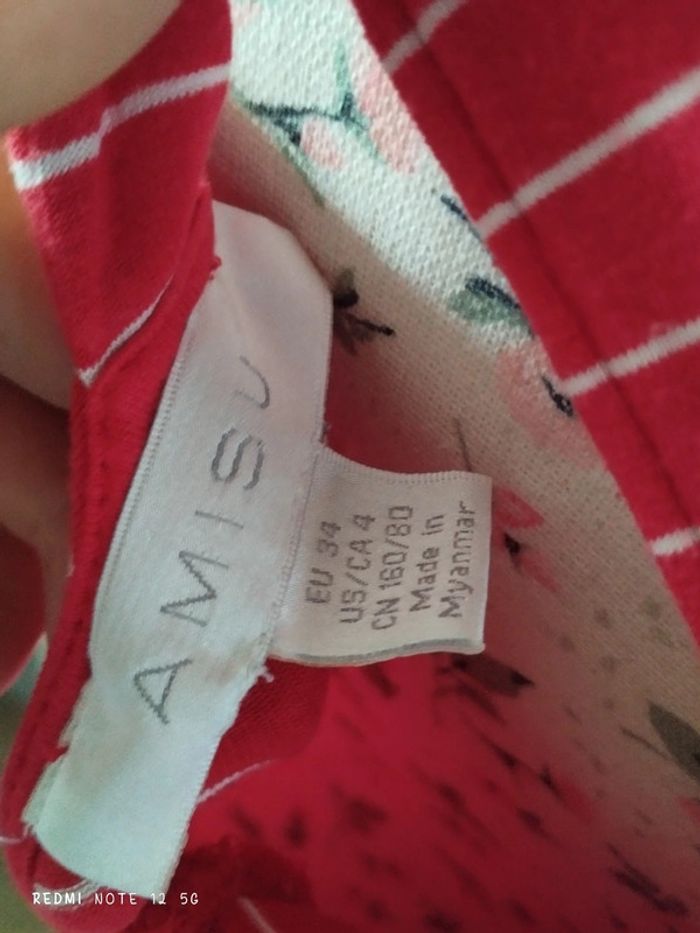 AMISU
EU 34
US/CA 4
CN 160/80
Made in
Myanmar
REDMI NOTE 12 5G